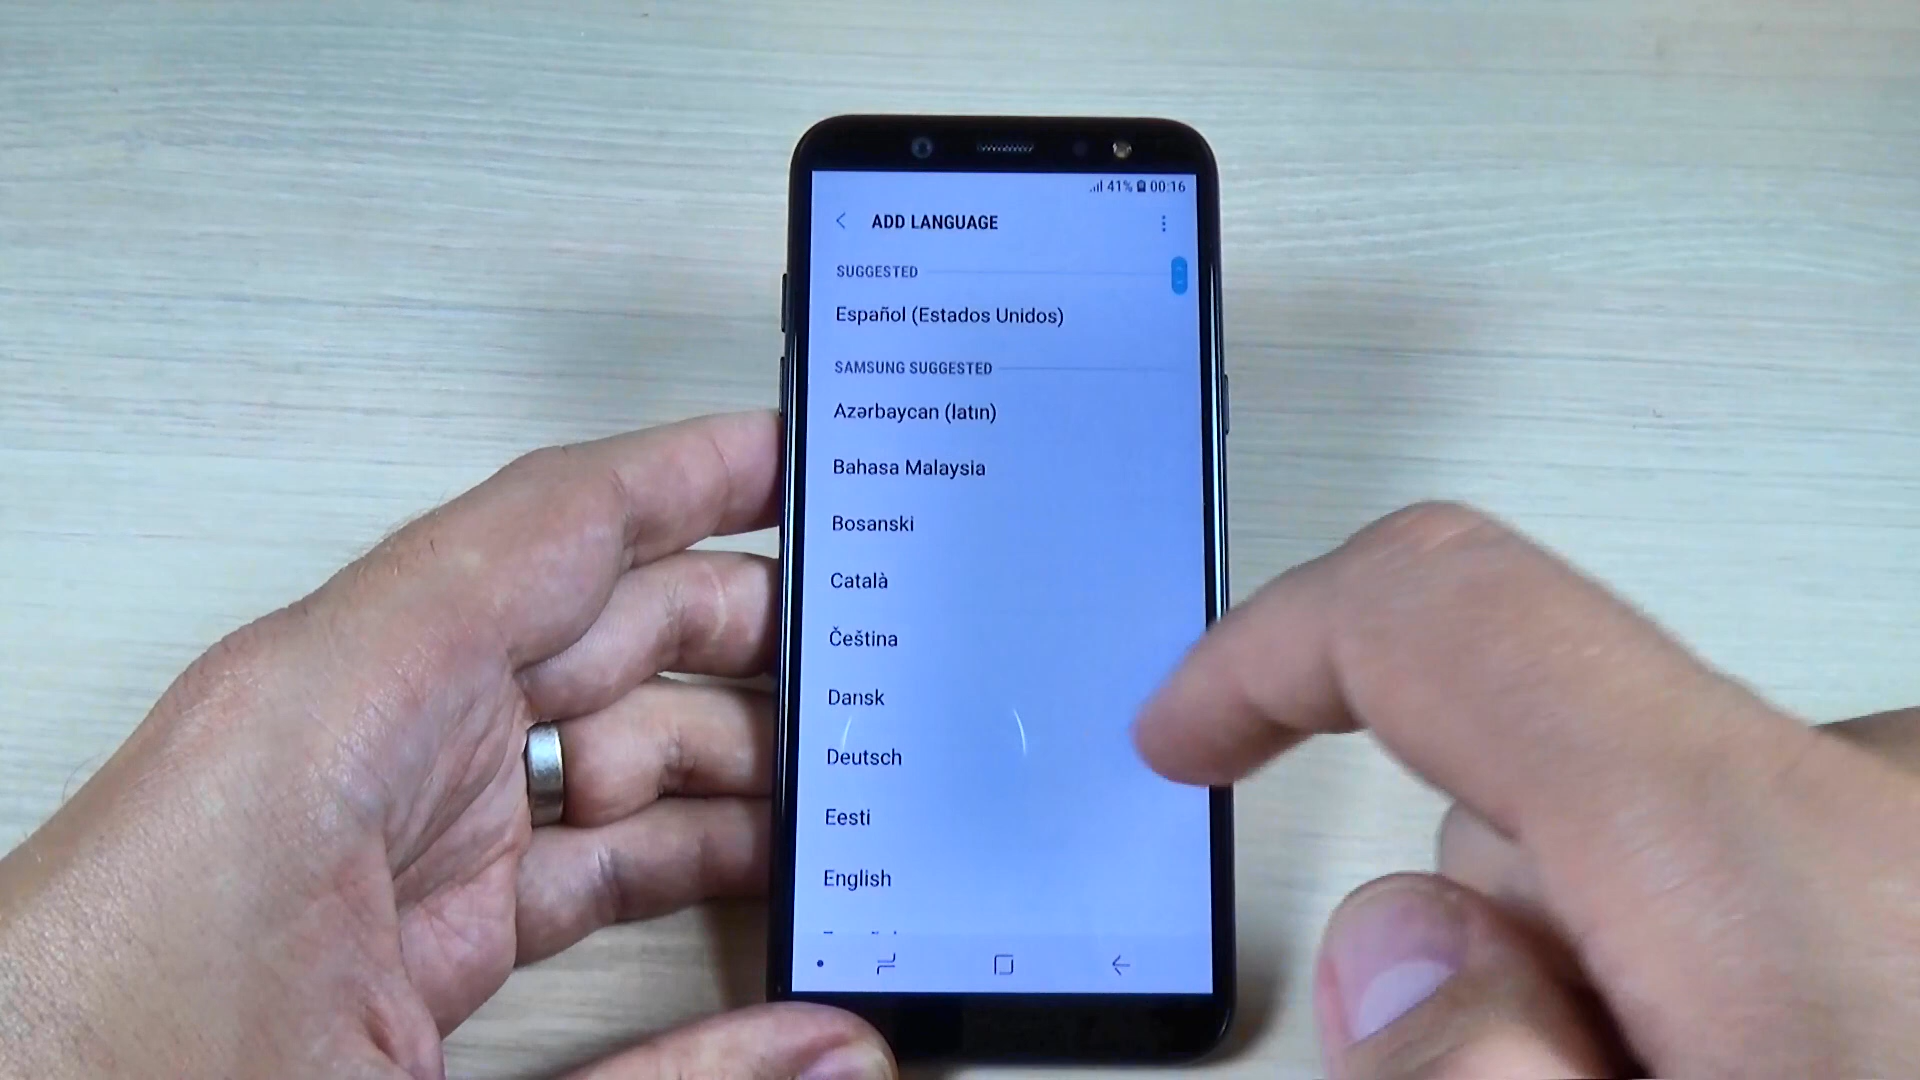 41% 00:16
ADD LANGUAGE
SUGGESTED
Español (Estados Unidos)
SAMSUNG SUGGESTED
Azərbaycan (latın)
Bahasa Malaysia
Bosanski
Català
Čeština
Dansk
Deutsch
Eesti
English